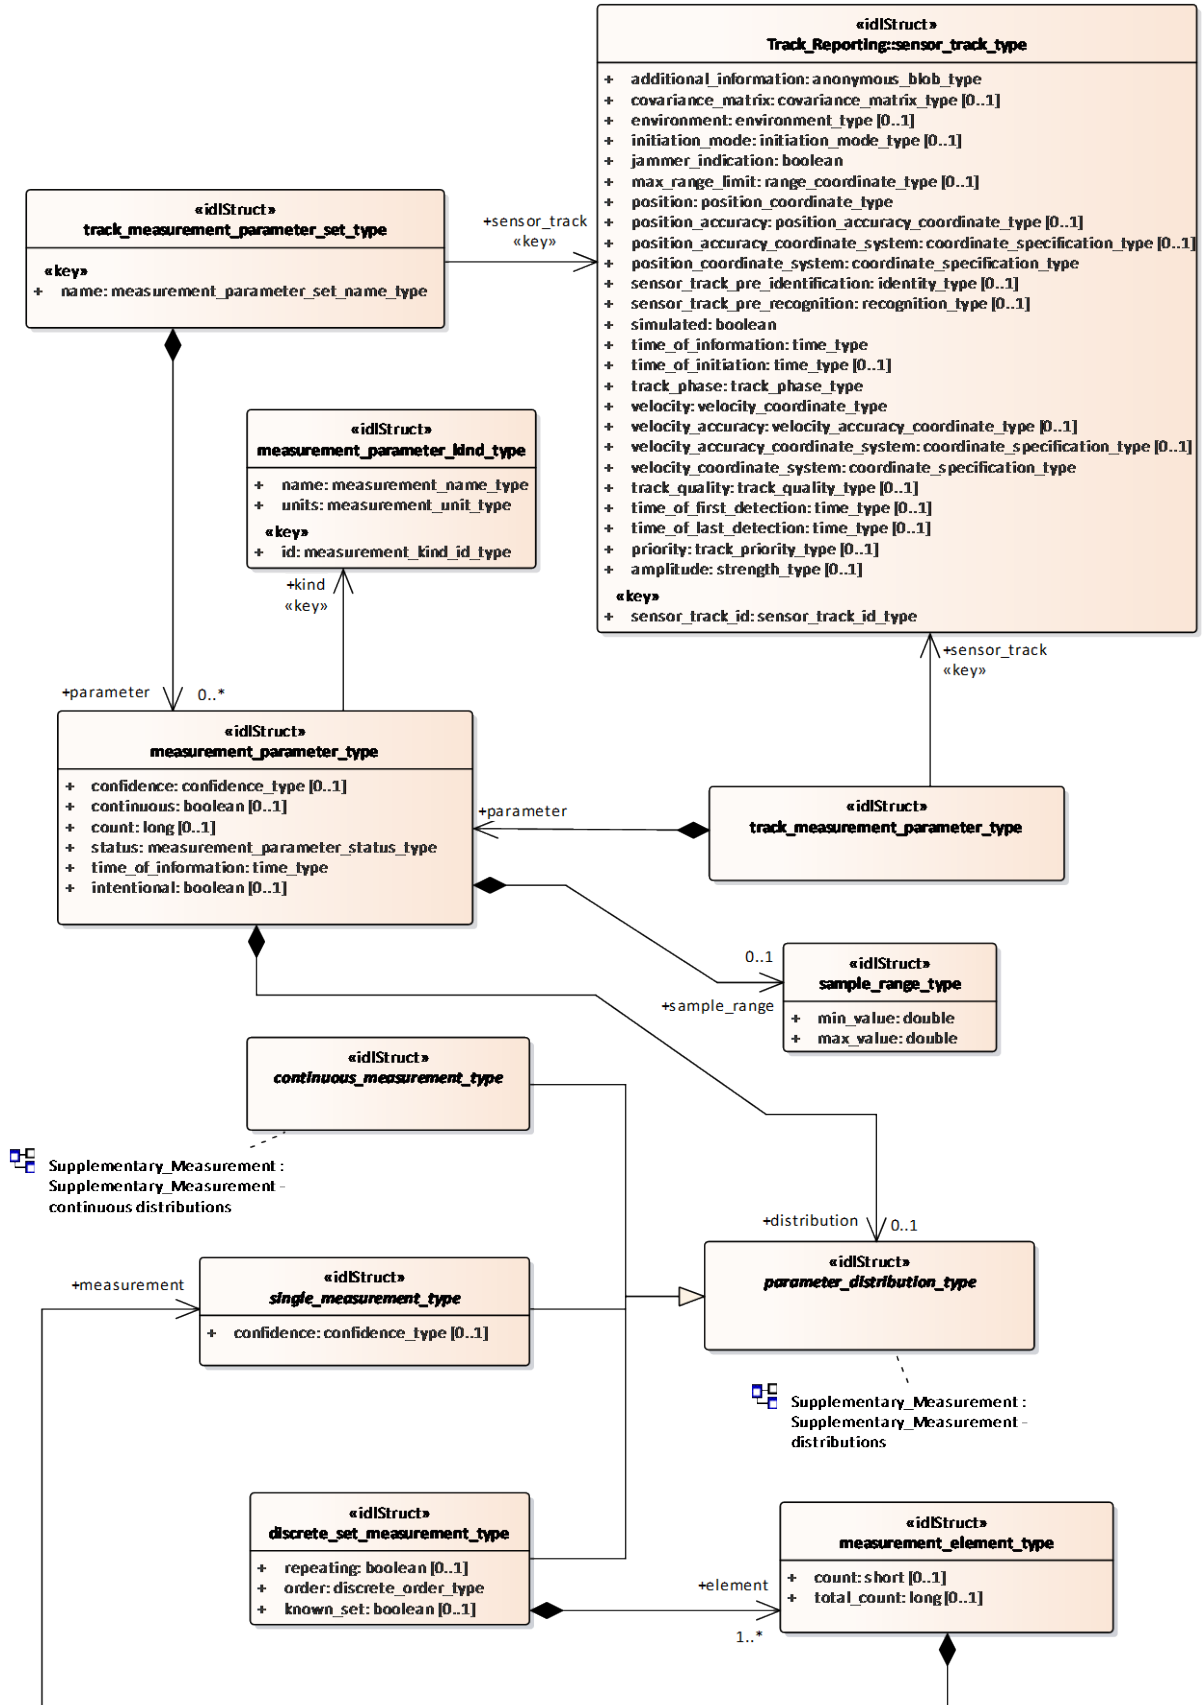 «idlStruct»
Track_Reporting::sensor_track_type
+ additional_information: anonymous_blob_type
+ covariance_matrix: covariance_matrix_type [0..1]
+ environment: environment_type [0..1]
+ initiation_mode: initiation_mode_type [0..1]
+ jammer_indication: boolean
+ max_range_limit: range_coordinate_type [0..1]
+ position: position_coordinate_type
+ position_accuracy: position_accuracy_coordinate_type [0..1]
+ position_accuracy_coordinate_system: coordinate_specification_type [0..1]
+ position_coordinate_system: coordinate_specification_type
+ sensor_track_pre_identification: identity_type [0..1]
+ sensor_track_pre_recognition: recognition_type [0..1]
+ simulated: boolean
+ time_of_information: time_type
+ time_of_initiation: time_type [0..1]
+ track_phase: track_phase_type
+ velocity: velocity_coordinate_type
+ velocity_accuracy: velocity_accuracy_coordinate_type [0..1]
+ velocity_accuracy_coordinate_system: coordinate_specification_type [0..1]
+ velocity_coordinate_system: coordinate_specification_type
+ track_quality: track_quality_type [0..1]
+ time_of_first_detection: time_type [0..1]
+ time_of_last_detection: time_type [0..1]
+ priority: track_priority_type [0..1]
+ amplitude: strength_type [0..1]
«key»
+ sensor_track_id: sensor_track_id_type
«idlStruct»
track_measurement_parameter_set_type
«key»
+ name: measurement_parameter_set_name_type
+sensor_track
«key»
«idlStruct»
measurement_parameter_kind_type
+ name: measurement_name_type
+ units: measurement_unit_type
«key»
+ id: measurement_kind_id_type
+kind
«key»
+parameter
0..*
+sensor_track
«key»
«idlStruct»
measurement_parameter_type
+ confidence: confidence_type [0..1]
+ continuous: boolean [0..1]
+ count: long [0..1]
+ status: measurement_parameter_status_type
+ time_of_information: time_type
+ intentional: boolean [0..1]
+parameter
«idlStruct»
track_measurement_parameter_type
0..1
+sample_range
«idlStruct»
sample_range_type
+ min_value: double
+ max_value: double
«idlStruct»
continuous_measurement_type
Supplementary_Measurement :
Supplementary_Measurement -
continuous distributions
+distribution
0..1
«idlStruct»
parameter_distribution_type
+measurement
«idlStruct»
single_measurement_type
+ confidence: confidence_type [0..1]
Supplementary_Measurement :
Supplementary_Measurement -
distributions
«idlStruct»
discrete_set_measurement_type
+ repeating: boolean [0..1]
+ order: discrete_order_type
+ known_set: boolean [0..1]
+element
1..*
«idlStruct»
measurement_element_type
+ count: short [0..1]
+ total_count: long [0..1]